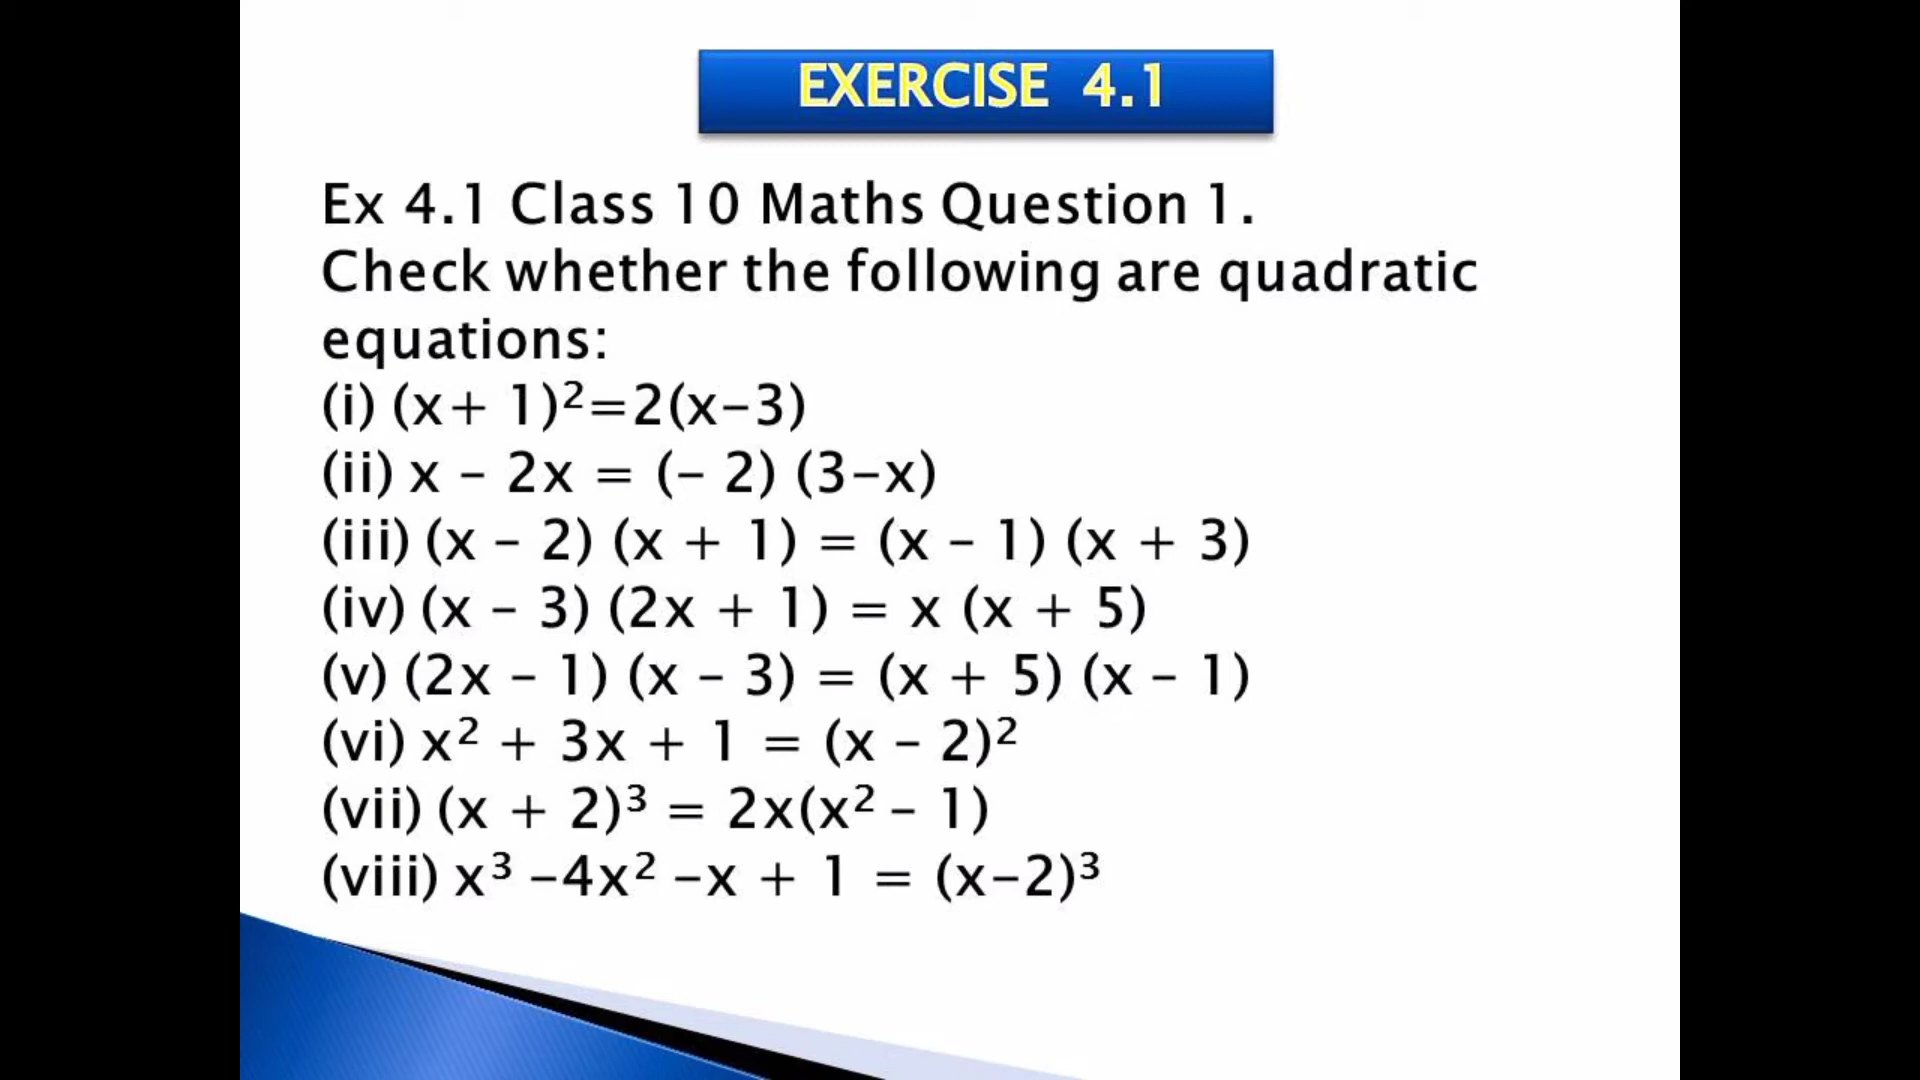 EXERCISE 4.1
Ex 4.1 Class 10 Maths Question 1.
Check whether the following are quadratic
equations:
(i) (x+ 1)²=2(x–3)
(ii) x – 2x = (– 2) (3–x)
(iii) (x – 2) (x + 1) = (x – 1) (x + 3)
(iv) (x – 3) (2x + 1) = x (x + 5)
(v) (2x – 1) (x – 3) = (x + 5) (x – 1)
(vi) x² + 3x + 1 = (x – 2)²
(vii) (x + 2)³ = 2x(x² – 1)
(viii) x³ –4x² –x + 1 = (x–2)³